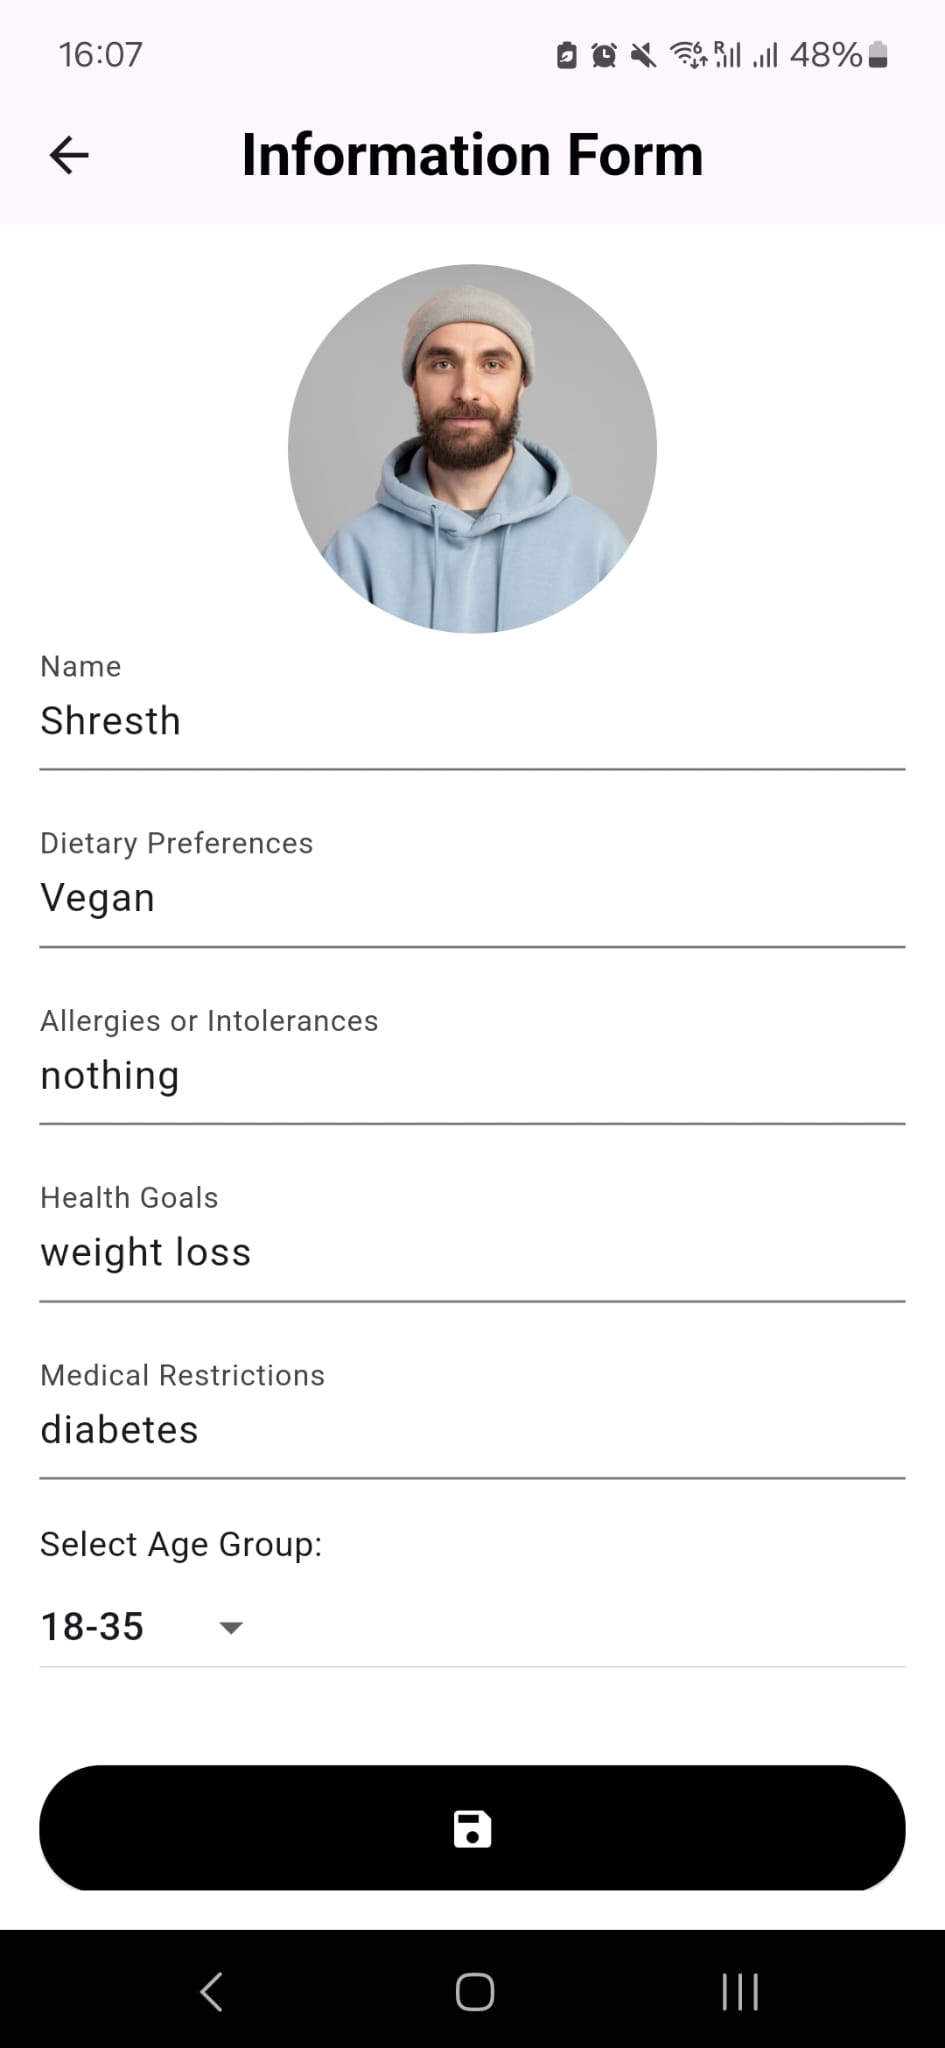 16:07 48%
Information Form
Name
Shresth
Dietary Preferences
Vegan
Allergies or Intolerances
nothing
Health Goals
weight loss
Medical Restrictions
diabetes
Select Age Group:
18-35